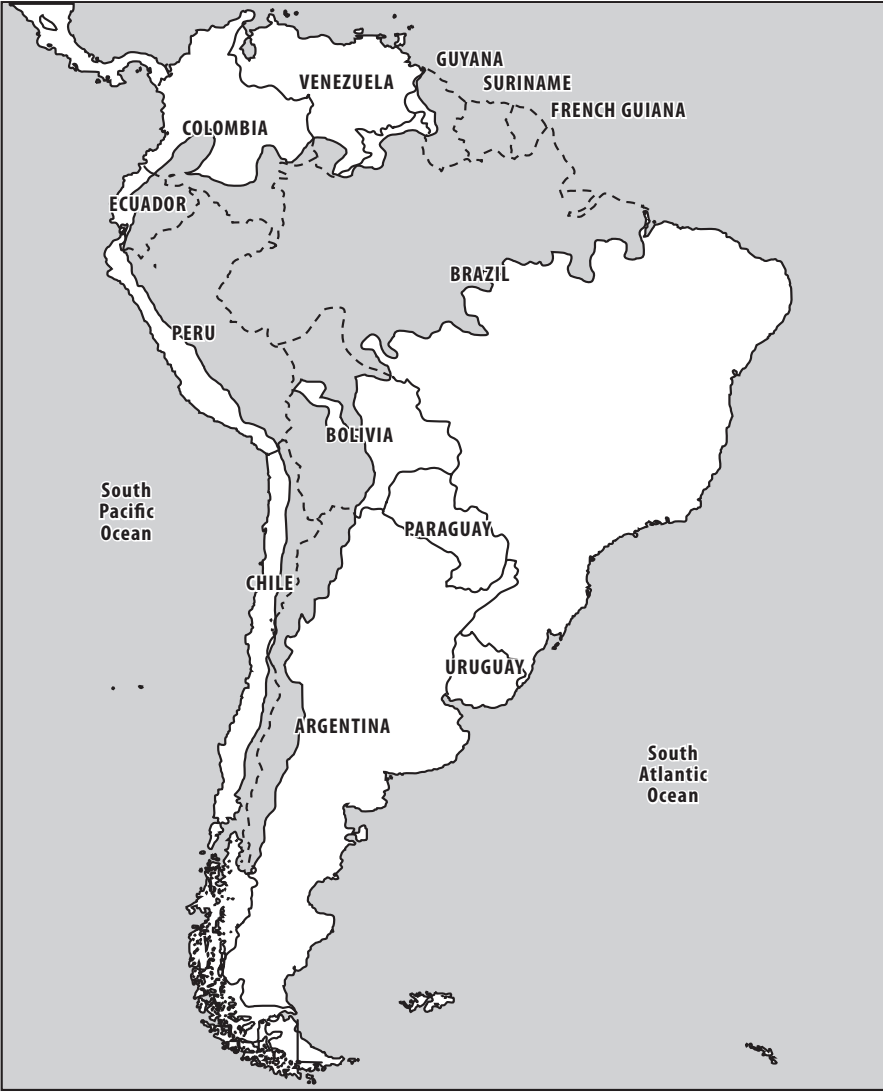 GUYANA
VENEZUELA
SURINAME
FRENCH GUIANA
COLOMBIA
ECUADOR
BRAZIL
PERU
BOLIVIA
South
Pacific
Ocean
PARAGUAY
CHILE
URUGUAY
ARGENTINA
South
Atlantic
Ocean